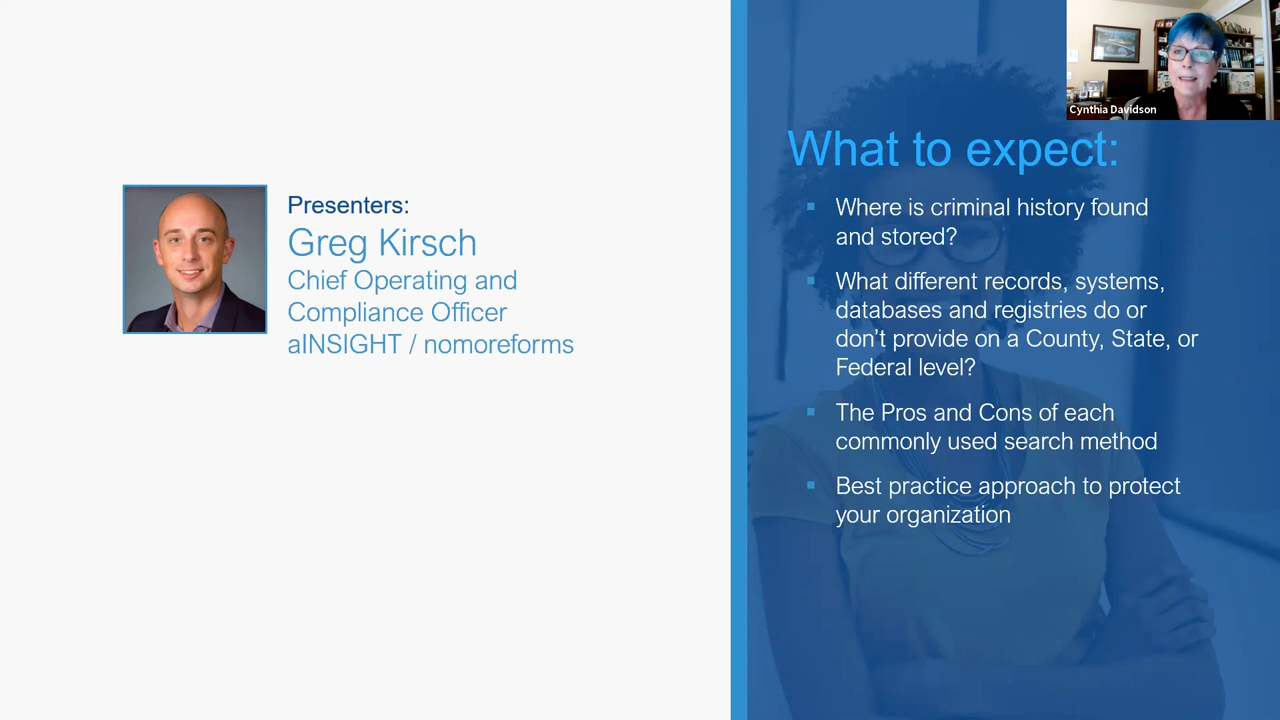 Presenters:
Greg Kirsch
Chief Operating and
Compliance Officer
aINSIGHT / nomoreforms
Cynthia Davidson
What to expect:
Where is criminal history found
and stored?
What different records, systems,
databases and registries do or
don't provide on a County, State, or
Federal level?
The Pros and Cons of each
commonly used search method
Best practice approach to protect
your organization